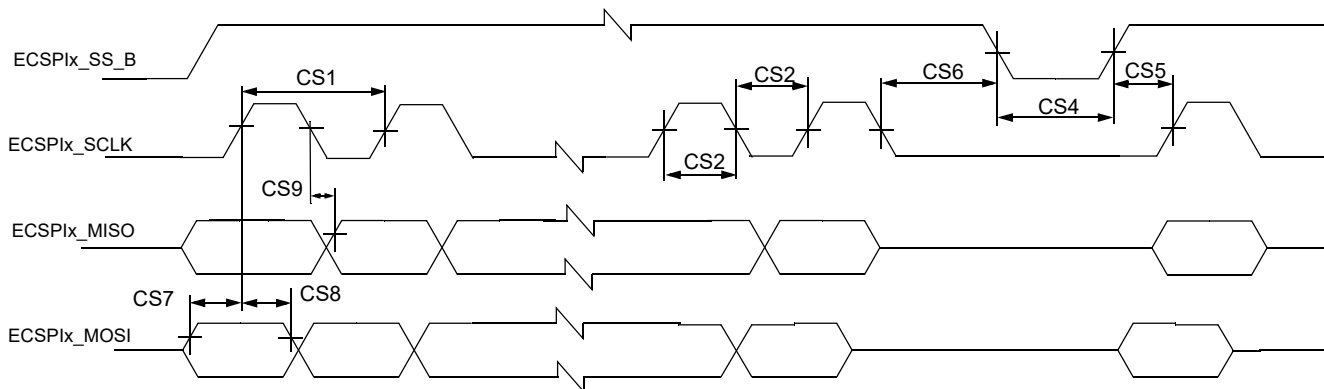 ECSPIx_SS_B
CS1
CS2
CS6
CS5
CS4
ECSPIx_SCLK
CS2
CS9
ECSPIx_MISO
CS7
CS8
ECSPIx_MOSI